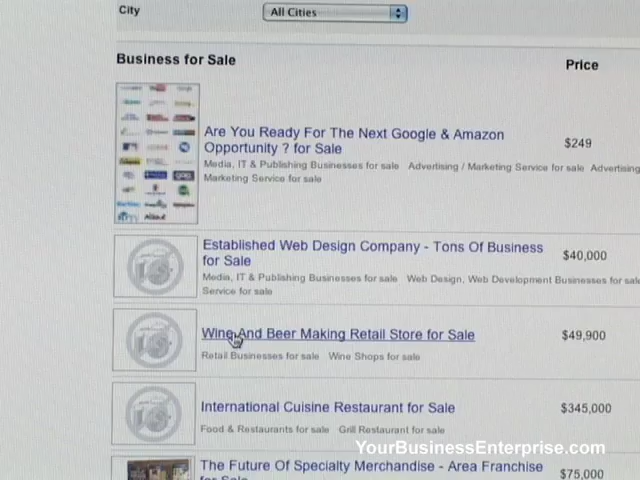 City
All Cities
Business for Sale
Price
Are You Ready For The Next Google & Amazon
Opportunity ? for Sale
$249
Media, IT & Publishing Businesses for sale Advertising / Marketing Service for sale Advertising
Marketing Service for sale
Established Web Design Company - Tons Of Business
for Sale
$40,000
Media, IT & Publishing Businesses for sale Web Design, Web Development Businesses for sale
Service for sale
Wine And Beer Making Retail Store for Sale
$49,900
Retail Businesses for sale Wine Shops for sale
International Cuisine Restaurant for Sale
$345,000
Food & Restaurants for sale Grill Restaurant for sale
YourBusinessEnterprise.com
The Future Of Specialty Merchandise - Area Franchise
for Sale
$75,000